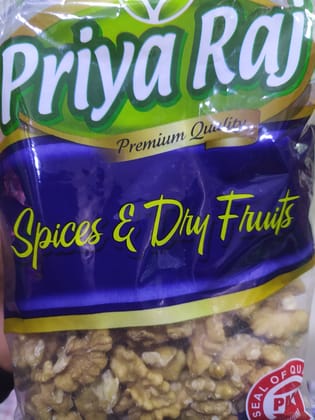 Priya Raj
Premium Quality
Spices & Dry Fruits
SEAL OF QU